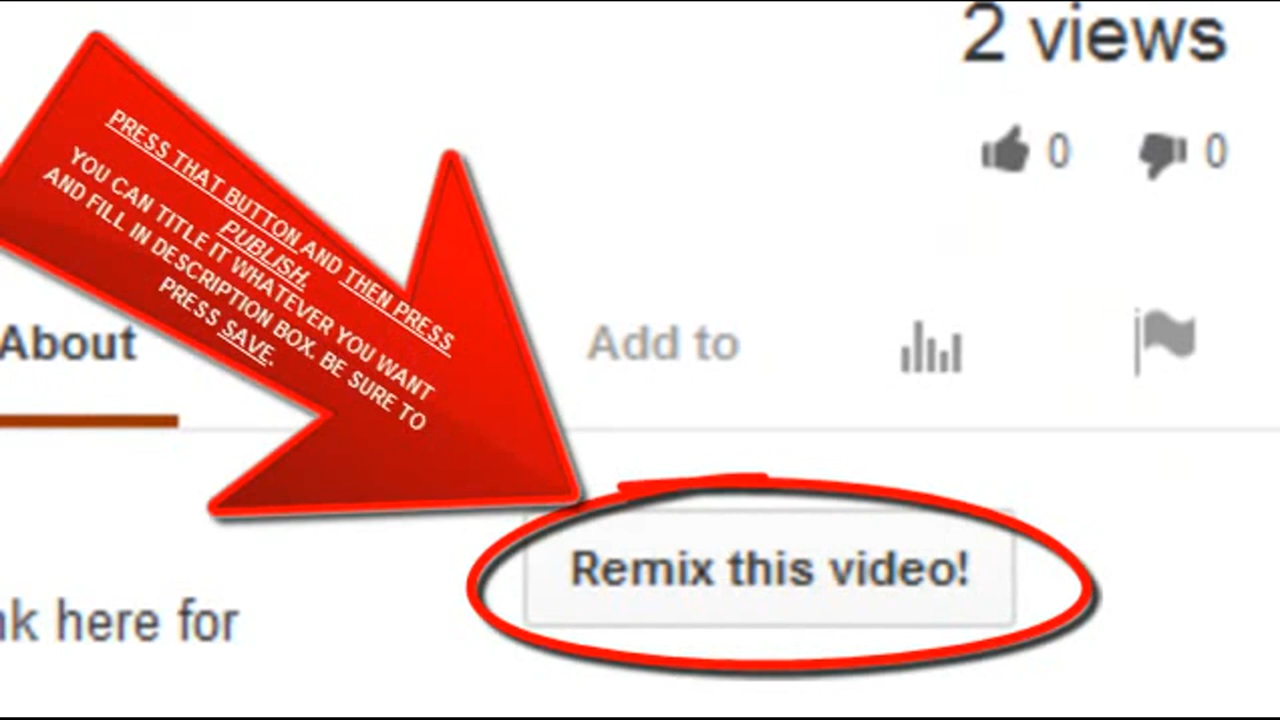 2 views
0 0
PRESS THAT BUTTON AND THEN PRESS
PUBLISH.
YOU CAN TITLE IT WHATEVER YOU WANT
AND FILL IN DESCRIPTION BOX. BE SURE TO
PRESS SAVE.
About
Add to
Remix this video!
nk here for